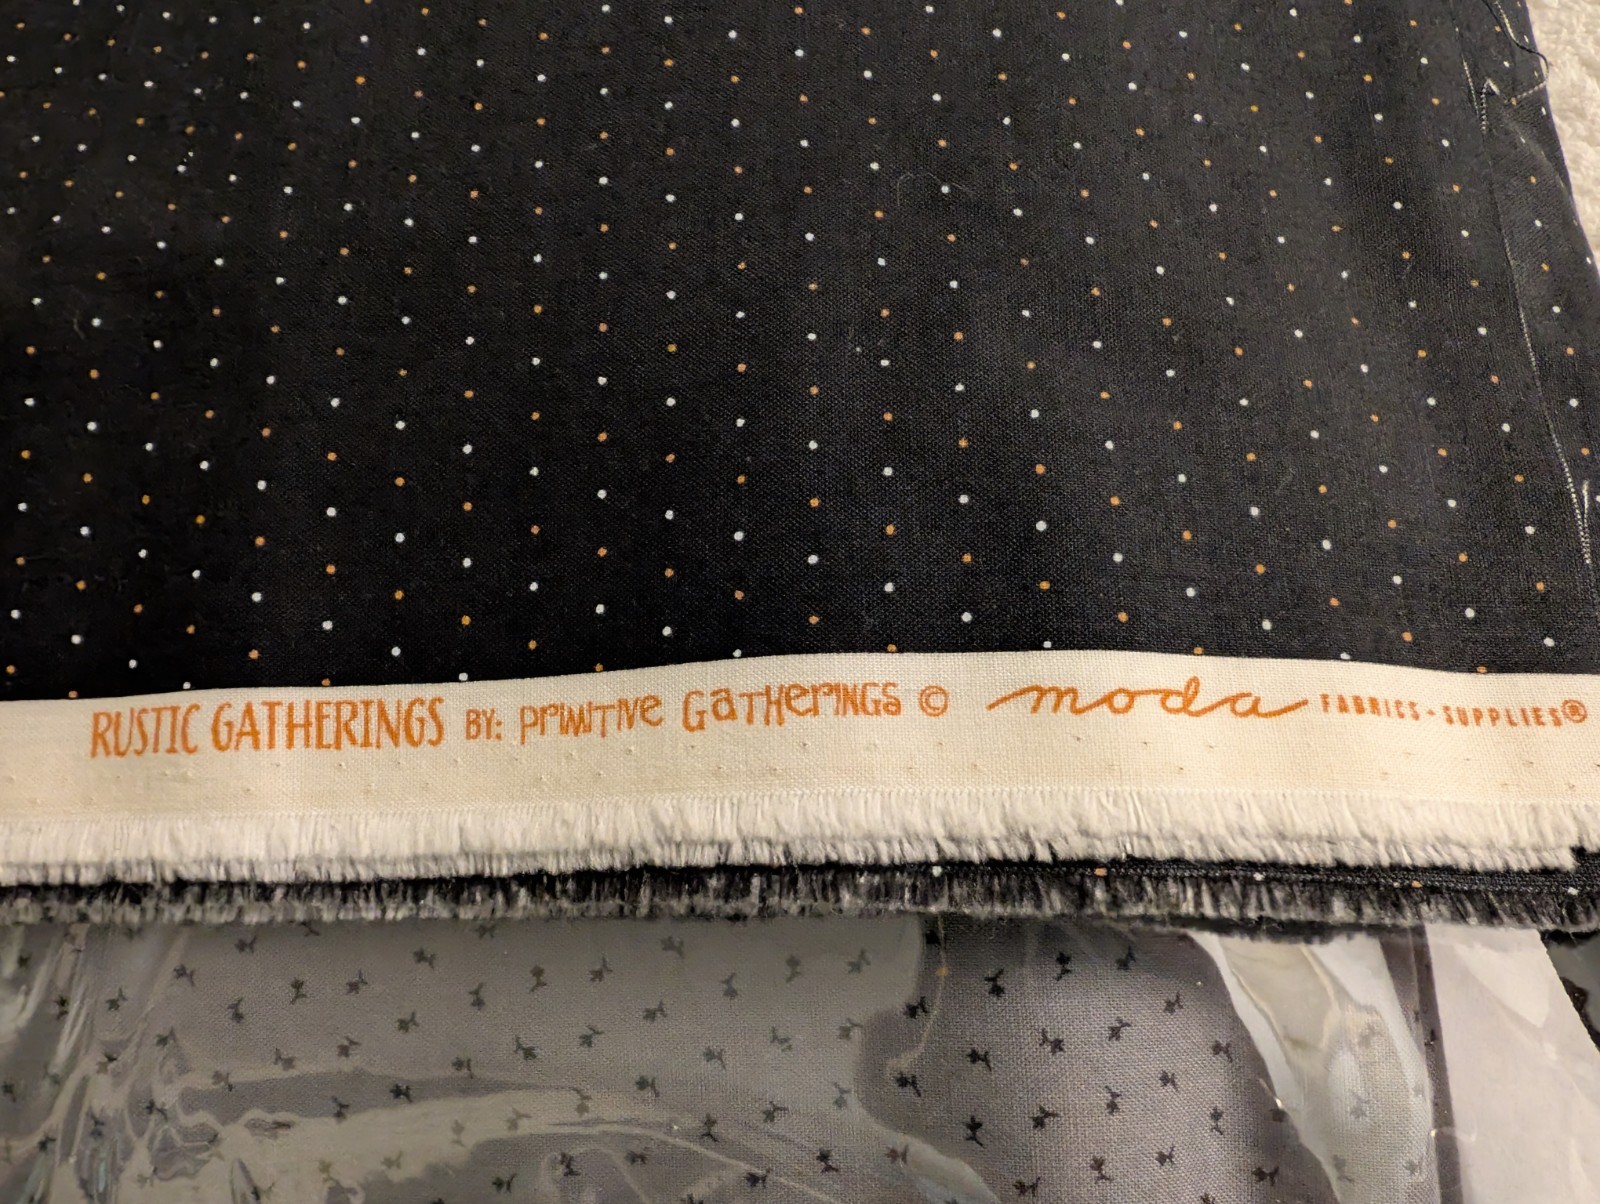 RUSTIC GATHERINGS BY: PRIMITIVE GATHERINGS © moda FABRICS • SUPPLIES®